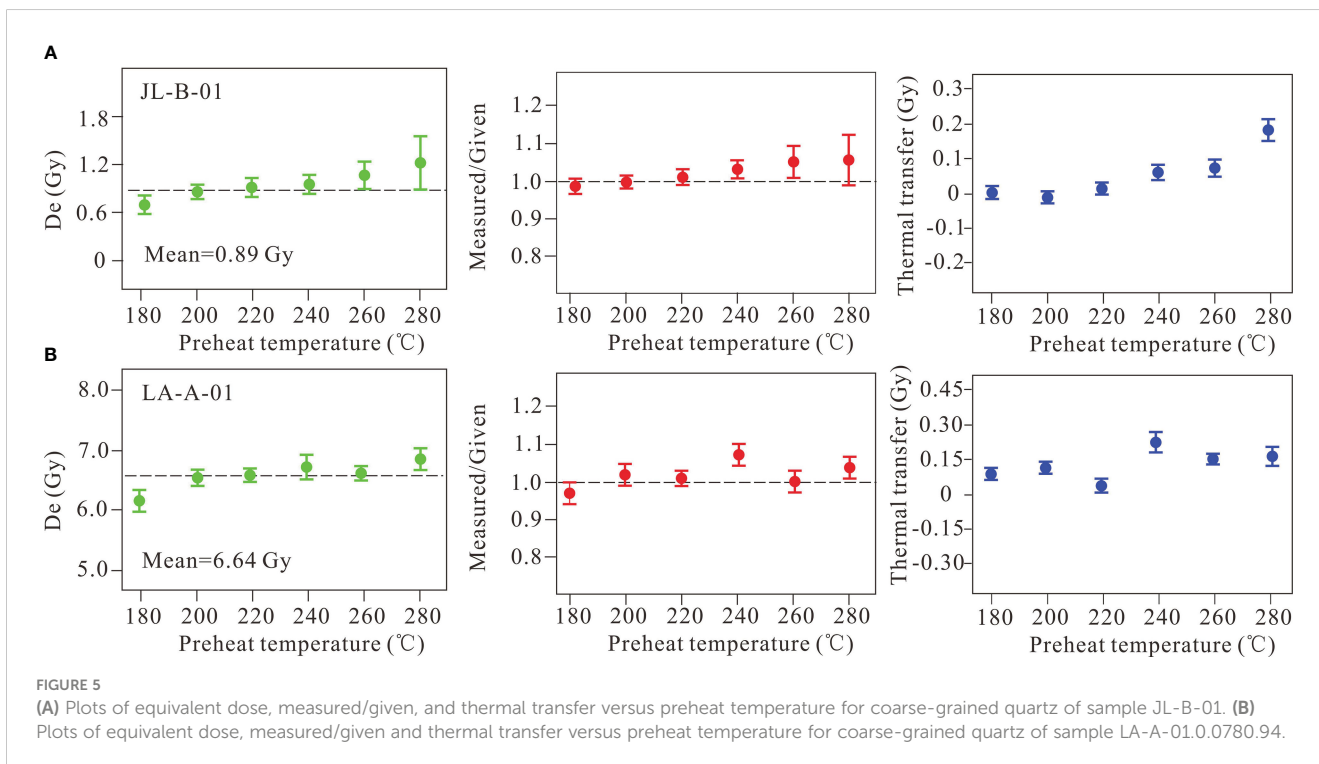 A
JL-B-01
De (Gy)
1.8
1.2
0.6
0
Mean=0.89 Gy
180 200 220 240 260 280
Preheat temperature (℃)
Measured/Given
1.2
1.1
1.0
0.9
0.8
180 200 220 240 260 280
Preheat temperature (℃)
Thermal transfer (Gy)
0.3
0.2
0.1
0
-0.1
-0.2
180 200 220 240 260 280
Preheat temperature (℃)
B
LA-A-01
De (Gy)
8.0
7.0
6.0
5.0
Mean=6.64 Gy
180 200 220 240 260 280
Preheat temperature (℃)
Measured/Given
1.2
1.1
1.0
0.9
0.8
180 200 220 240 260 280
Preheat temperature (℃)
Thermal transfer (Gy)
0.45
0.30
0.15
0
-0.15
-0.30
180 200 220 240 260 280
Preheat temperature (℃)
FIGURE 5
(A) Plots of equivalent dose, measured/given, and thermal transfer versus preheat temperature for coarse-grained quartz of sample JL-B-01. (B)
Plots of equivalent dose, measured/given and thermal transfer versus preheat temperature for coarse-grained quartz of sample LA-A-01.0.0780.94.